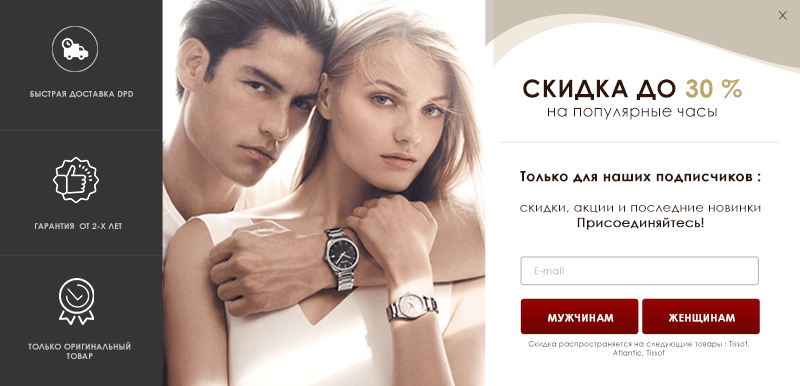 БЫСТРАЯ ДОСТАВКА DPD
ГАРАНТИЯ ОТ 2-Х ЛЕТ
ТОЛЬКО ОРИГИНАЛЬНЫЙ
ТОВАР
СКИДКА ДО 30 %
на популярные часы
Только для наших подписчиков :
скидки, акции и последние новинки
Присоединяйтесь!
E-mail
МУЖЧИНАМ
ЖЕНЩИНАМ
Скидка распространяется на следующие товары : Tissot,
Atlantic, Tissot